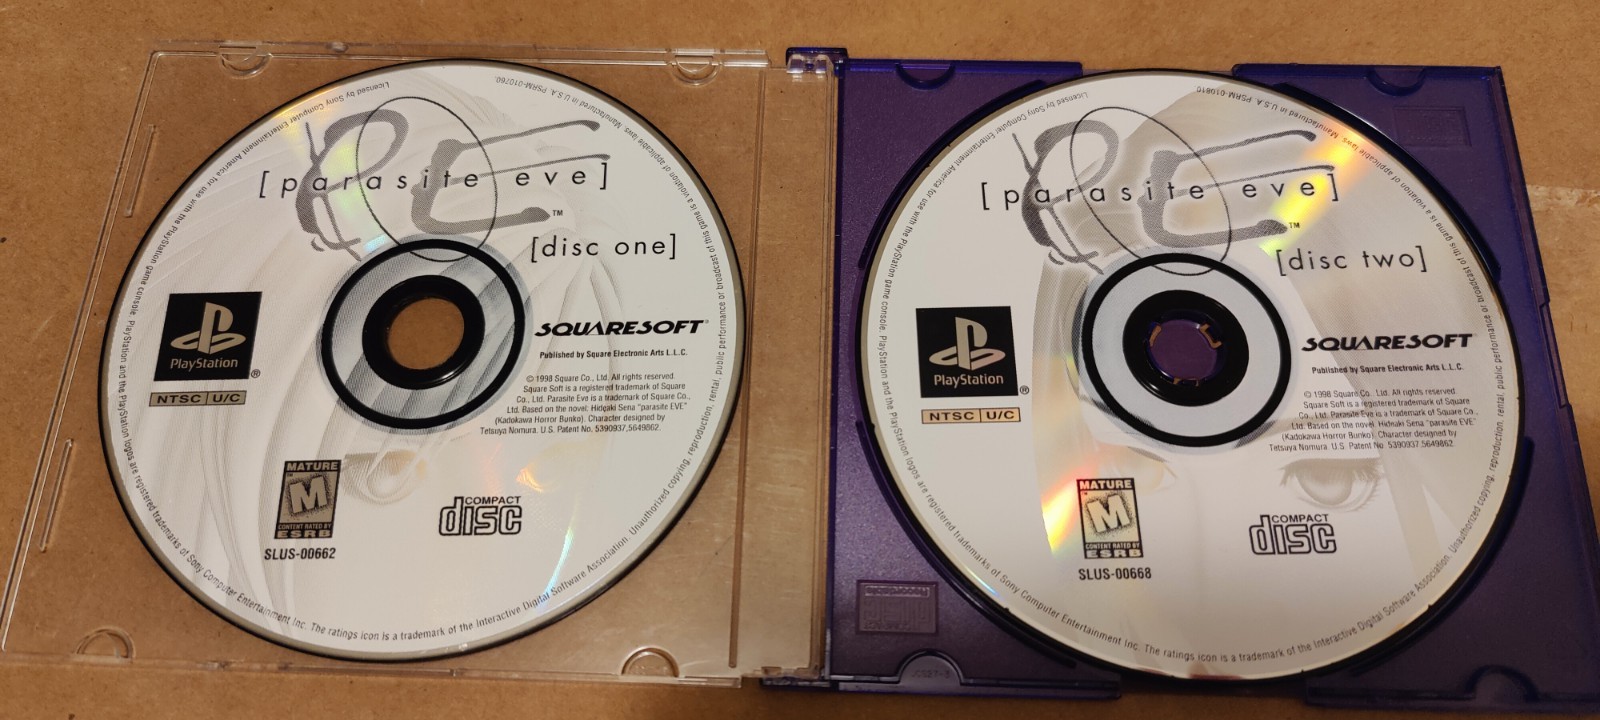 Licensed by Sony Computer Entertainment America for use with the PlayStation game console. PlayStation and the PlayStation logos are registered trademarks of Sony Computer Entertainment Inc. The ratings icon is a trademark of the Interactive Digital Software Association. Unauthorized copying, reproduction, rental, public performance or broadcast of this game is a violation of applicable laws. Manufactured in U.S.A. PSRM-010760.
PE
[parasite eve]
™
[disc one]
PlayStation
®
NTSC U/C
SQUARESOFT®
Published by Square Electronic Arts L.L.C.
© 1998 Square Co., Ltd. All rights reserved.
Square Soft is a registered trademark of Square
Co., Ltd. Parasite Eve is a trademark of Square Co.,
Ltd. Based on the novel: Hideaki Sena "parasite EVE"
(Kadokawa Horror Bunko). Character designed by
Tetsuya Nomura. U.S. Patent No. 5390937,5649862.
MATURE
M
CONTENT RATED BY
ESRB
SLUS-00662
COMPACT
disc
Licensed by Sony Computer Entertainment America for use with the PlayStation game console. PlayStation and the PlayStation logos are registered trademarks of Sony Computer Entertainment Inc. The ratings icon is a trademark of the Interactive Digital Software Association. Unauthorized copying, reproduction, rental, public performance or broadcast of this game is a violation of applicable laws. Manufactured in U.S.A. PSRM-010810
PE
[parasite eve]
™
[disc two]
PlayStation
®
NTSC U/C
SQUARESOFT®
Published by Square Electronic Arts L.L.C.
© 1998 Square Co., Ltd. All rights reserved.
Square Soft is a registered trademark of Square
Co., Ltd. Parasite Eve is a trademark of Square Co.,
Ltd. Based on the novel: Hideaki Sena "parasite EVE"
(Kadokawa Horror Bunko). Character designed by
Tetsuya Nomura. U.S. Patent No. 5390937,5649862.
MATURE
M
CONTENT RATED BY
ESRB
SLUS-00668
COMPACT
disc